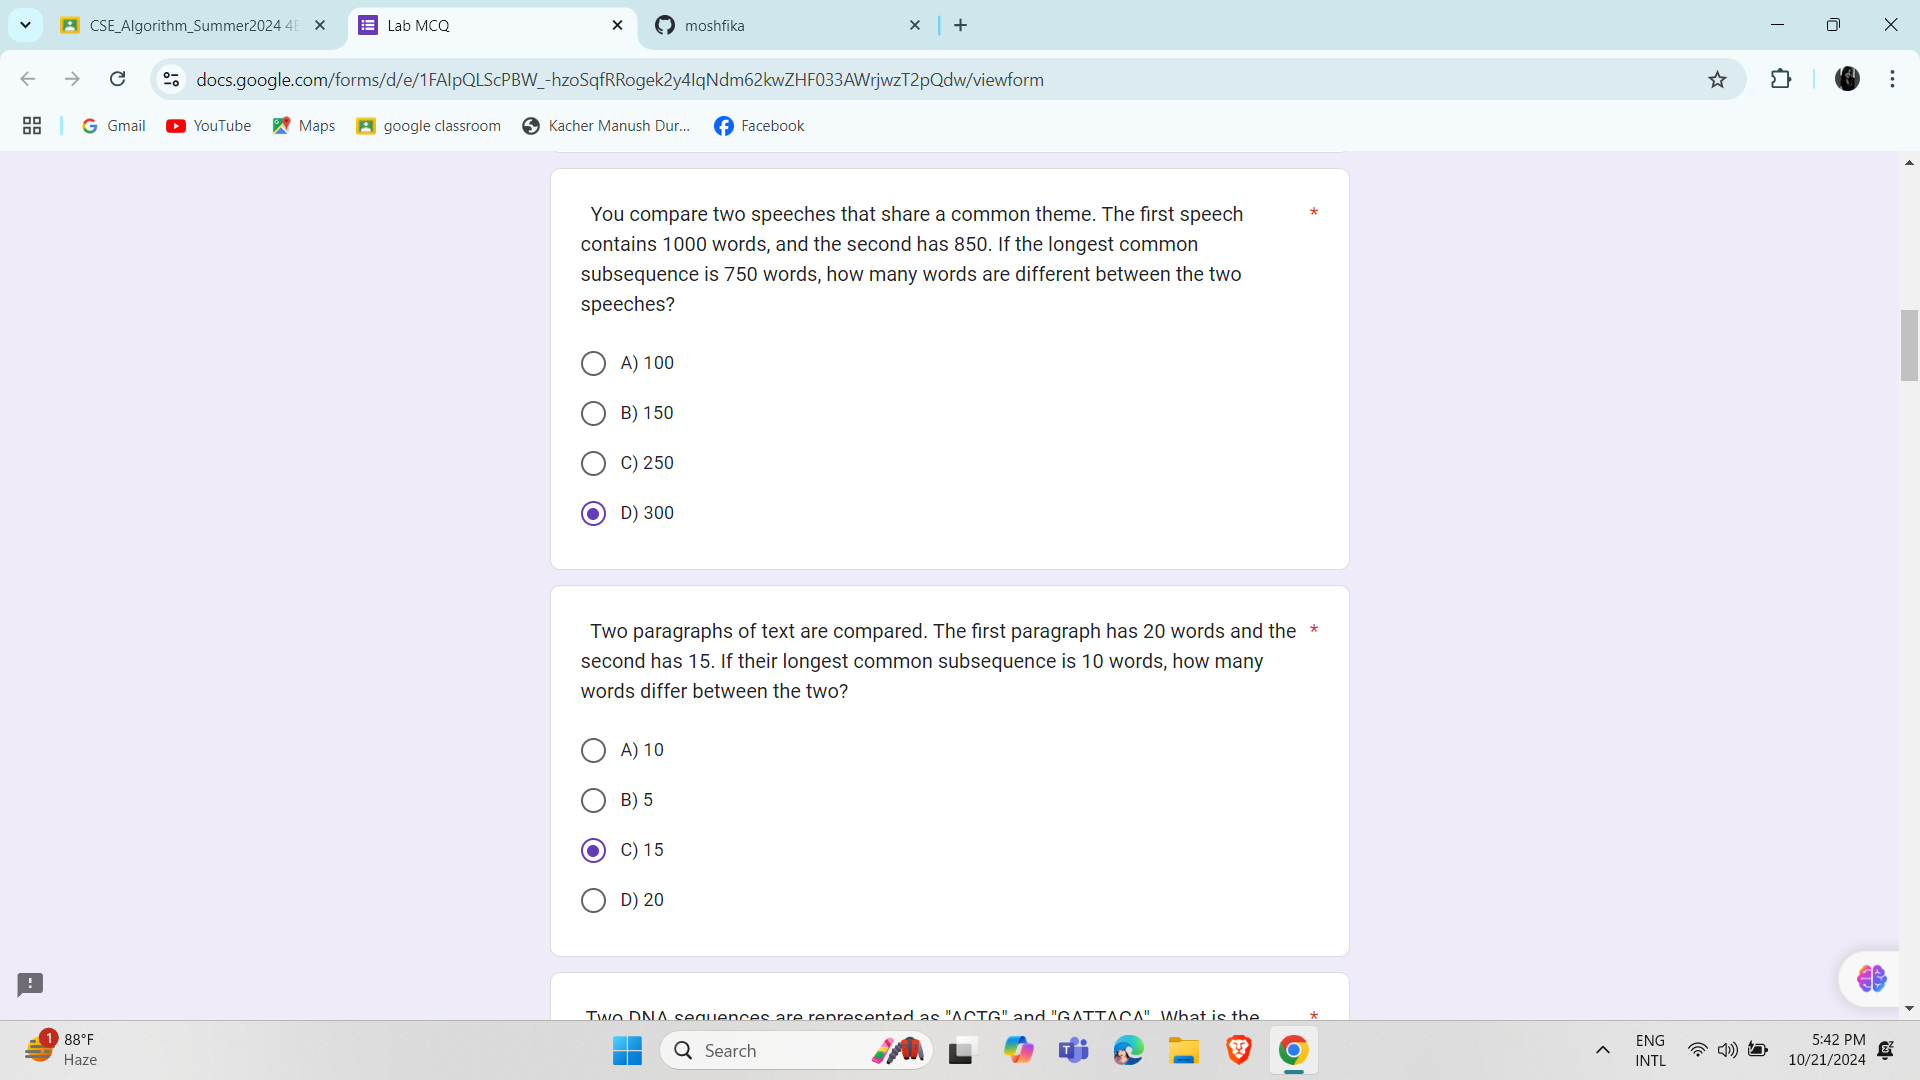 CSE_Algorithm_Summer2024 4E
Lab MCQ
moshfika
docs.google.com/forms/d/e/1FAIpQLScPBW_-hzoSqfRRogek2y4IqNdm62kwZHF033AWrjwzT2pQdw/viewform
Gmail
YouTube
Maps
google classroom
Kacher Manush Dur...
Facebook
You compare two speeches that share a common theme. The first speech *
contains 1000 words, and the second has 850. If the longest common
subsequence is 750 words, how many words are different between the two
speeches?
A) 100
B) 150
C) 250
D) 300
Two paragraphs of text are compared. The first paragraph has 20 words and the *
second has 15. If their longest common subsequence is 10 words, how many
words differ between the two?
A) 10
B) 5
C) 15
D) 20
Two DNA sequences are represented as "ACTG" and "GATTACA". What is the *
1
88°F
Haze
Search
ENG
INTL
5:42 PM
10/21/2024